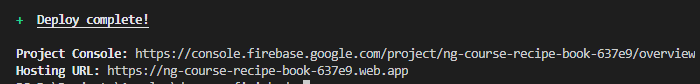 + Deploy complete!
Project Console: https://console.firebase.google.com/project/ng-course-recipe-book-637e9/overview
Hosting URL: https://ng-course-recipe-book-637e9.web.app